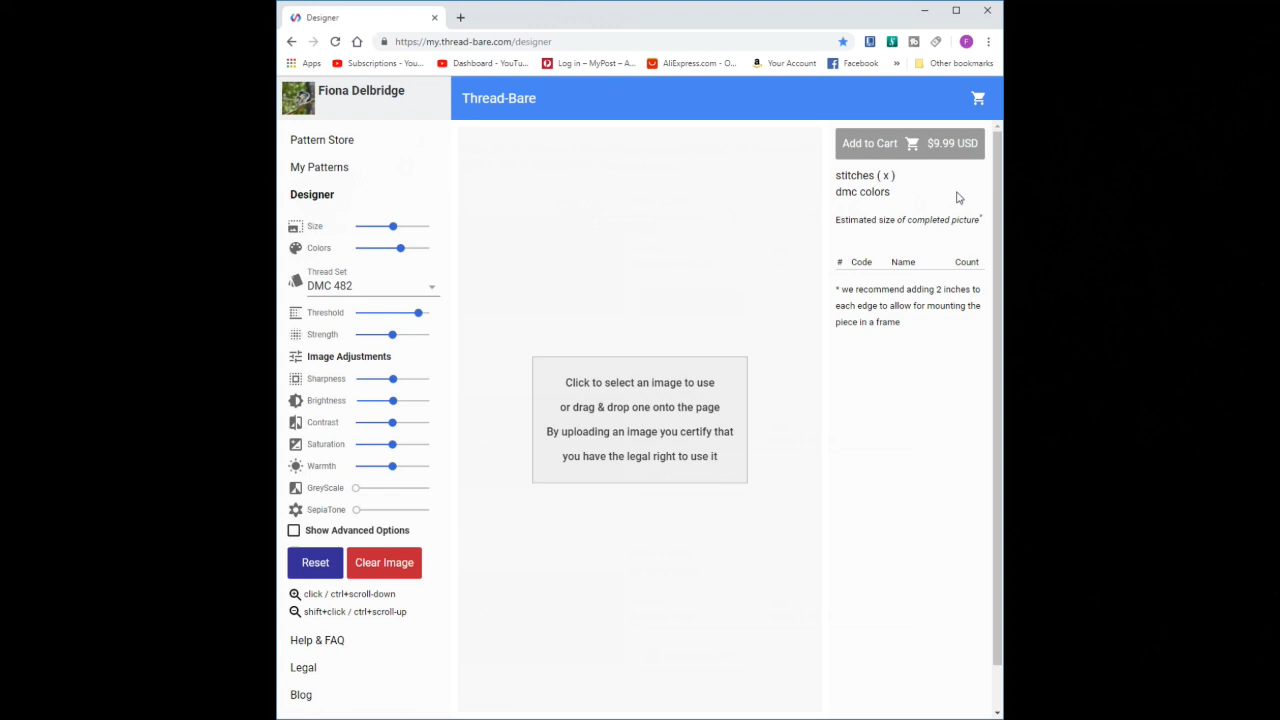 Designer
https://my.thread-bare.com/designer
Apps
Subscriptions - You...
Dashboard - YouTu...
Log in – MyPost – A...
AliExpress.com - O...
Your Account
Facebook
»
Other bookmarks
Fiona Delbridge
Thread-Bare
Pattern Store
My Patterns
Designer
Size
Colors
Thread Set
DMC 482
Threshold
Strength
Image Adjustments
Sharpness
Brightness
Contrast
Saturation
Warmth
GreyScale
SepiaTone
Show Advanced Options
Reset
Clear Image
click / ctrl+scroll-down
shift+click / ctrl+scroll-up
Help & FAQ
Legal
Blog
Click to select an image to use
or drag & drop one onto the page
By uploading an image you certify that
you have the legal right to use it
Add to Cart $9.99 USD
stitches ( x )
dmc colors
Estimated size of completed picture*
# Code Name Count
* we recommend adding 2 inches to
each edge to allow for mounting the
piece in a frame